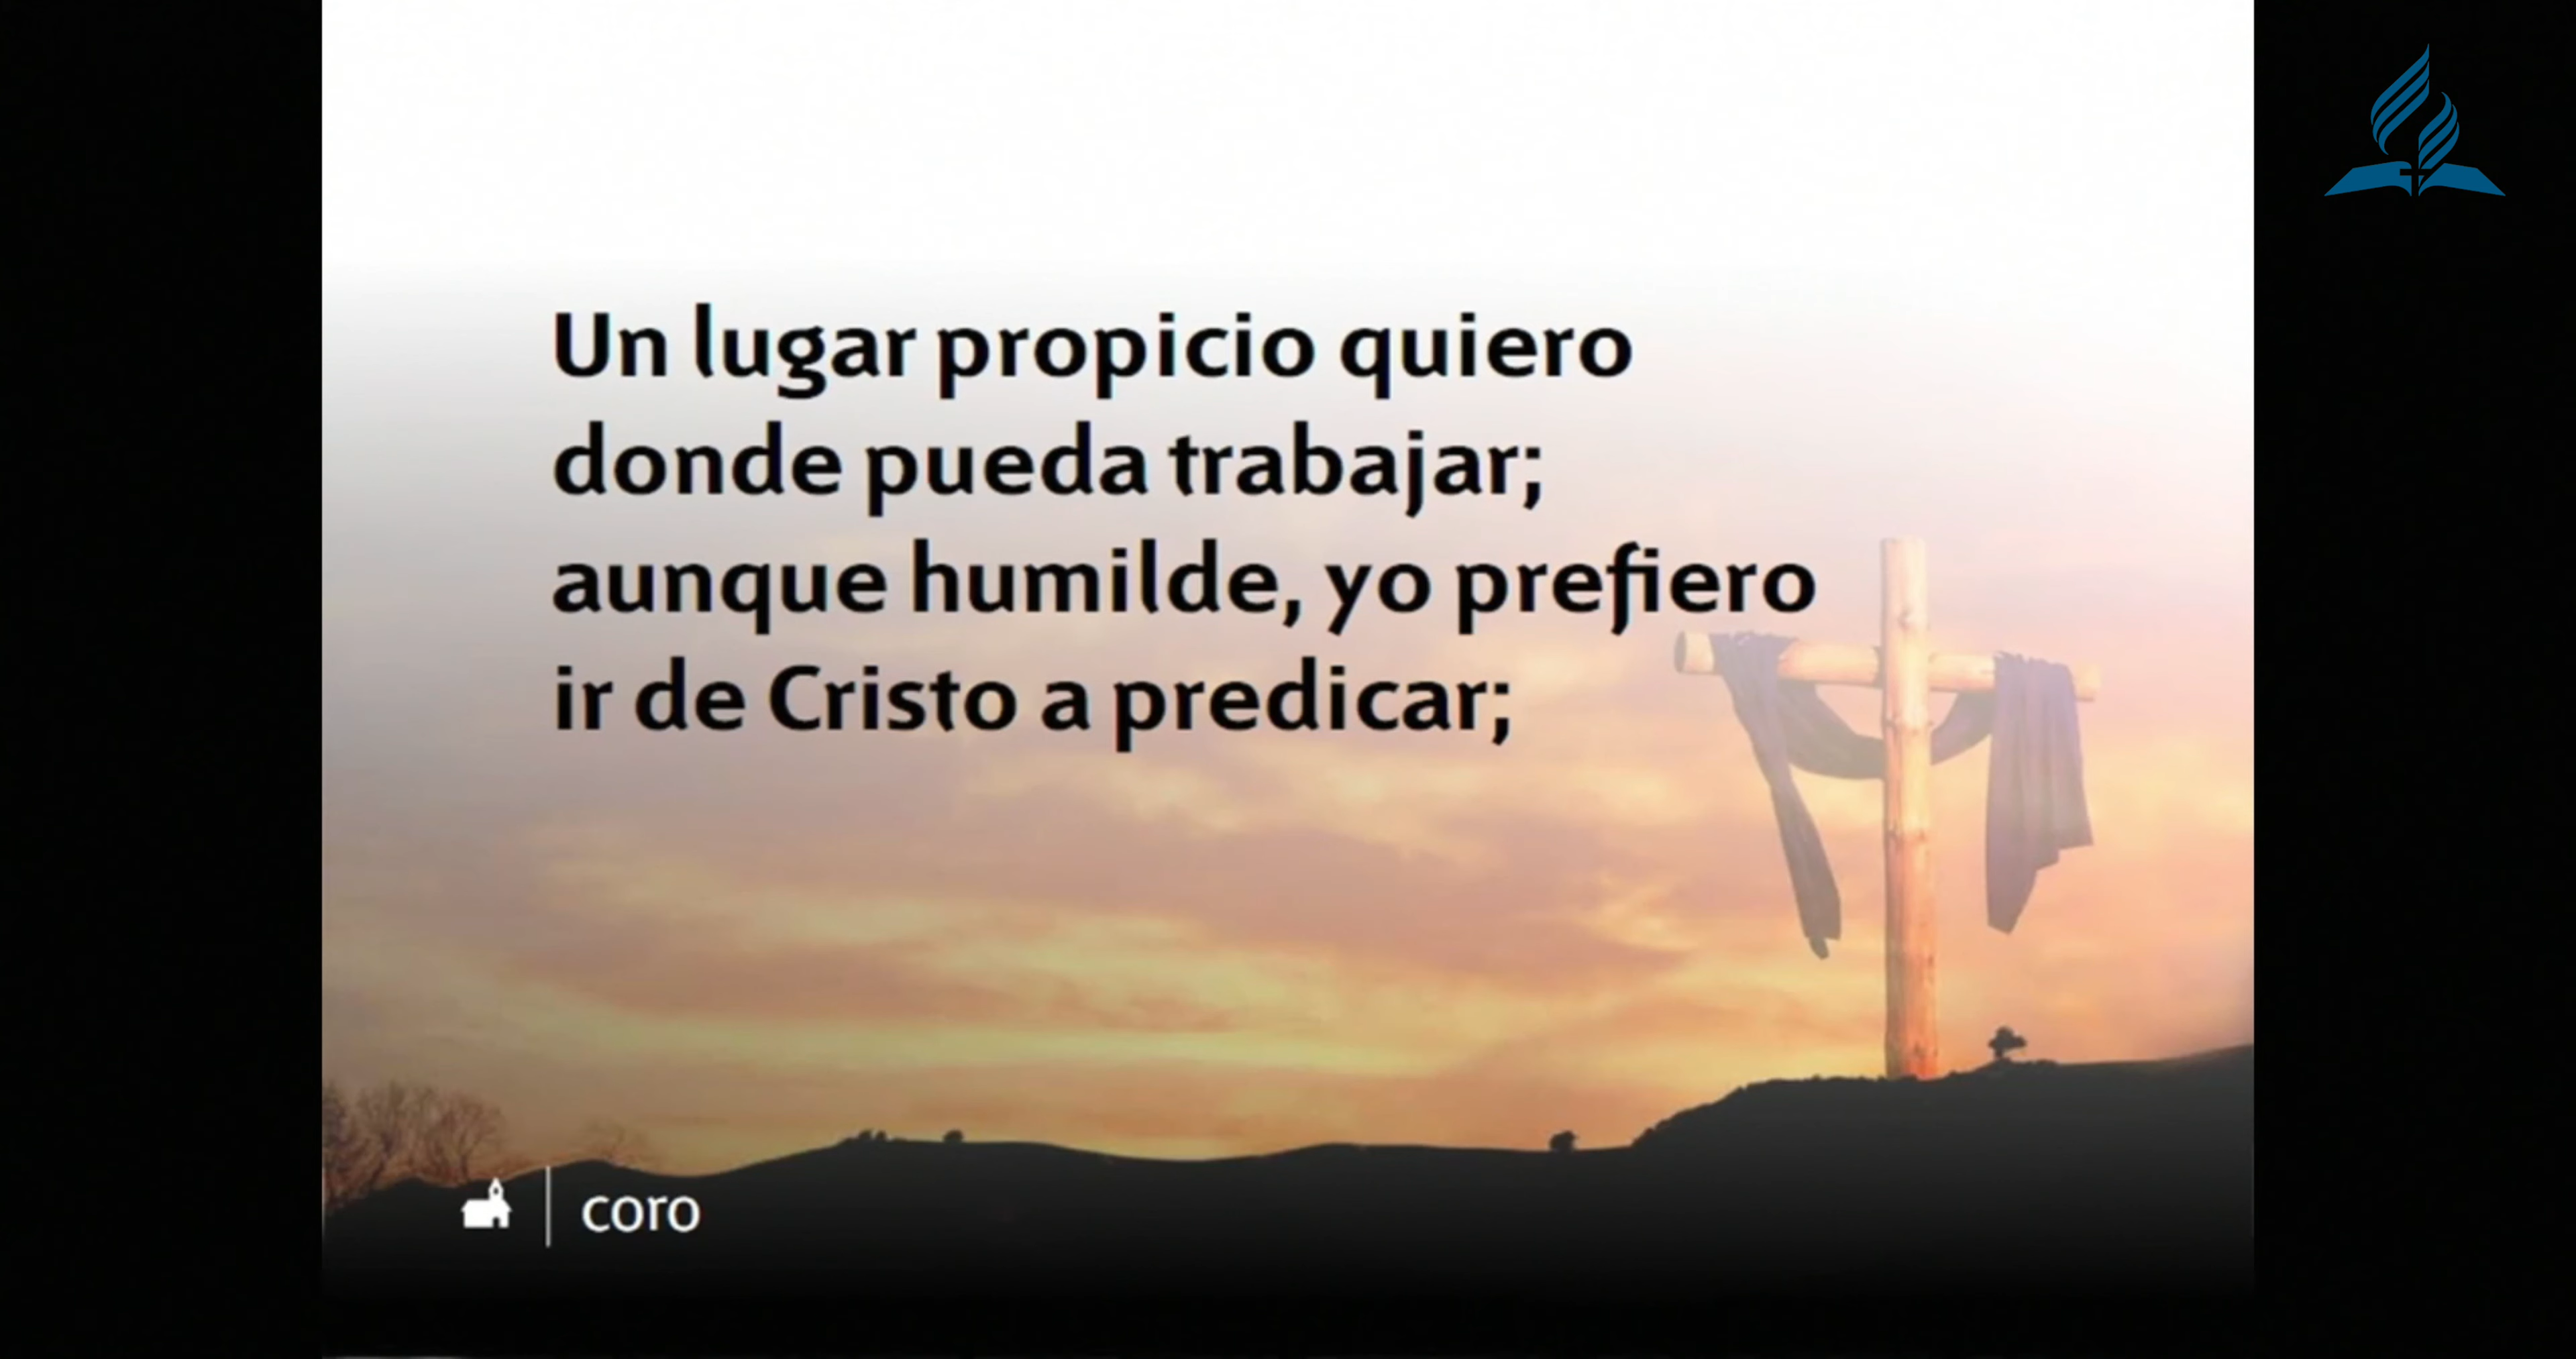 Un lugar propicio quiero
donde pueda trabajar;
aunque humilde, yo prefiero
ir de Cristo a predicar;
coro